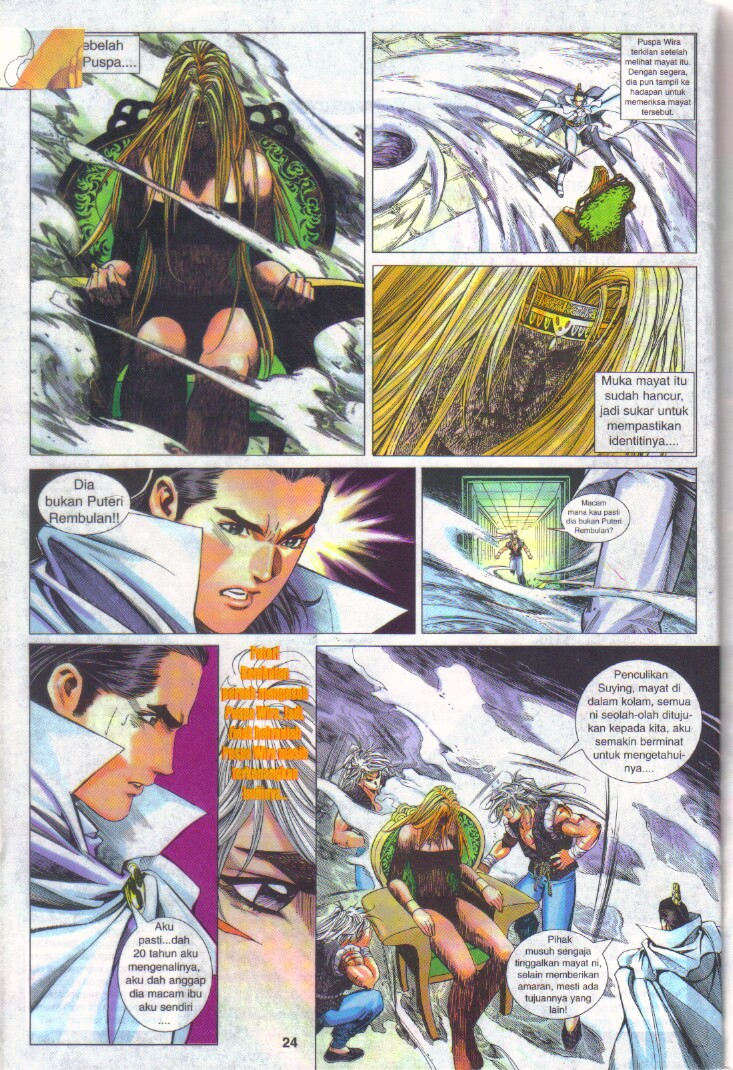 ebelah
Puspa....
Puspa Wira
terkilan setelah
melihat mayat itu.
Dengan segera,
dia pun tampil ke
hadapan untuk
memeriksa mayat
tersebut.
Muka mayat itu
sudah hancur,
jadi sukar untuk
mempastikan
identitinya....
Dia
bukan Puteri
Rembulan!!
Macam
mana kau pasti
dia bukan Puteri
Rembulan?
Aku
pasti...dah
20 tahun aku
mengenalinya,
aku dah anggap
dia macam ibu
aku sendiri
....
Puteri
Rembulan
Penculikan
Suying, mayat di
dalam kolam, semua
ni seolah-olah dituju-
kan kepada kita, aku
semakin berminat
untuk mengetahui-
nya....
Pihak
musuh sengaja
tinggalkan mayat ni,
selain memberikan
amaran, mesti ada
tujuannya yang
lain!
24